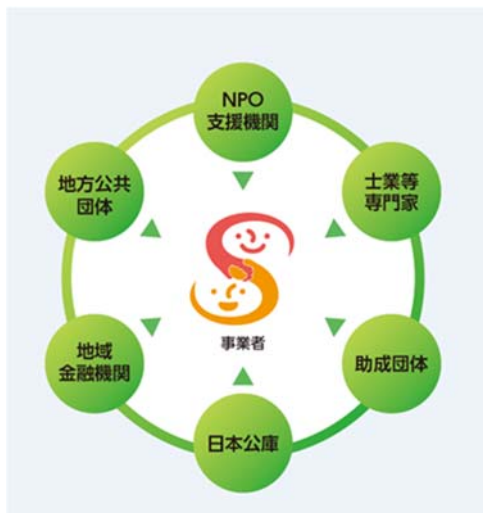 NPO
支援機関
士業等
専門家
助成団体
日本公庫
地域
金融機関
地方公共
団体
事業者